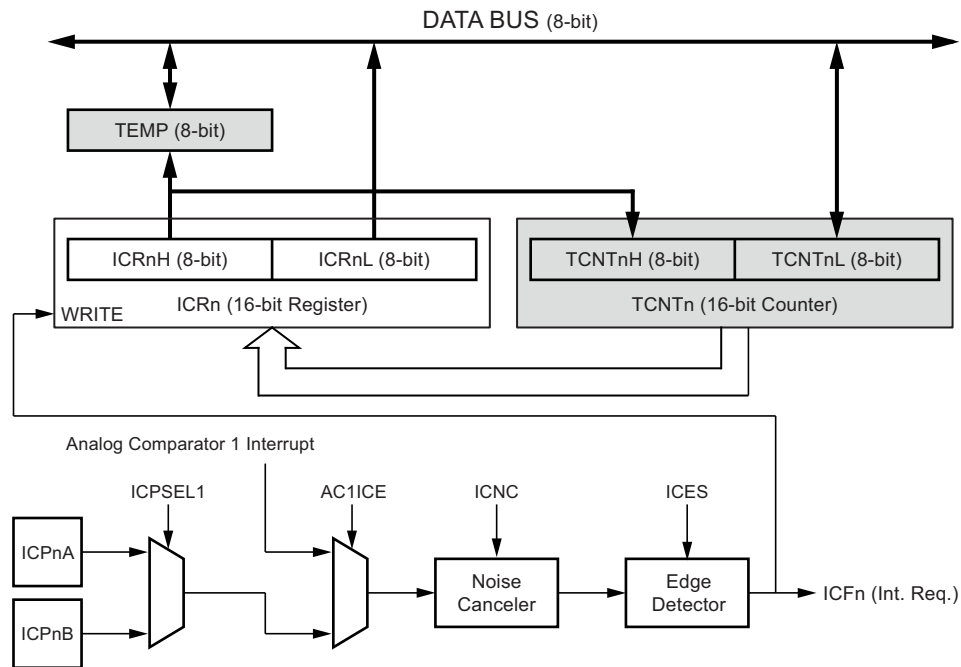 DATA BUS (8-bit)
TEMP (8-bit)
ICRnH (8-bit)
ICRnL (8-bit)
TCNTnH (8-bit)
TCNTnL (8-bit)
WRITE
ICRn (16-bit Register)
TCNTn (16-bit Counter)
Analog Comparator 1 Interrupt
ICPSEL1
AC1ICE
ICNC
ICES
ICPnA
ICPnB
Noise
Canceler
Edge
Detector
ICFn (Int. Req.)